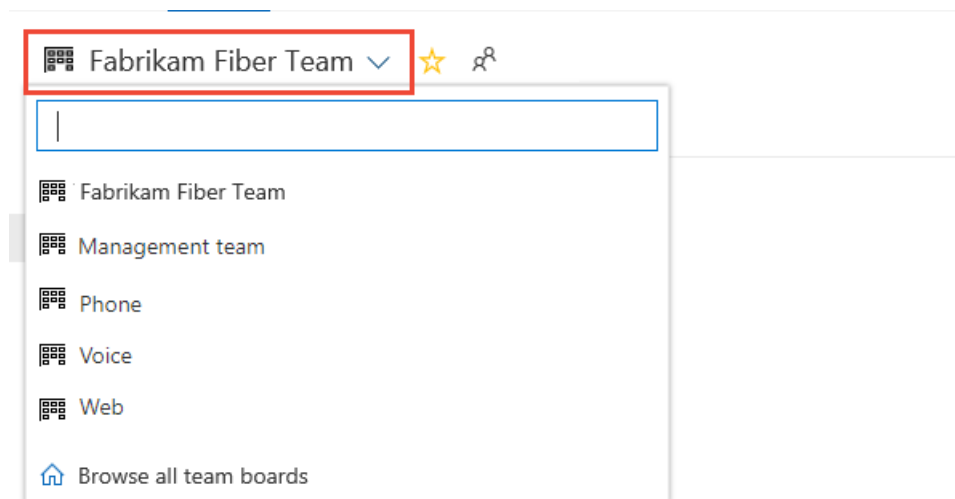 Fabrikam Fiber Team
Fabrikam Fiber Team
Management team
Phone
Voice
Web
Browse all team boards